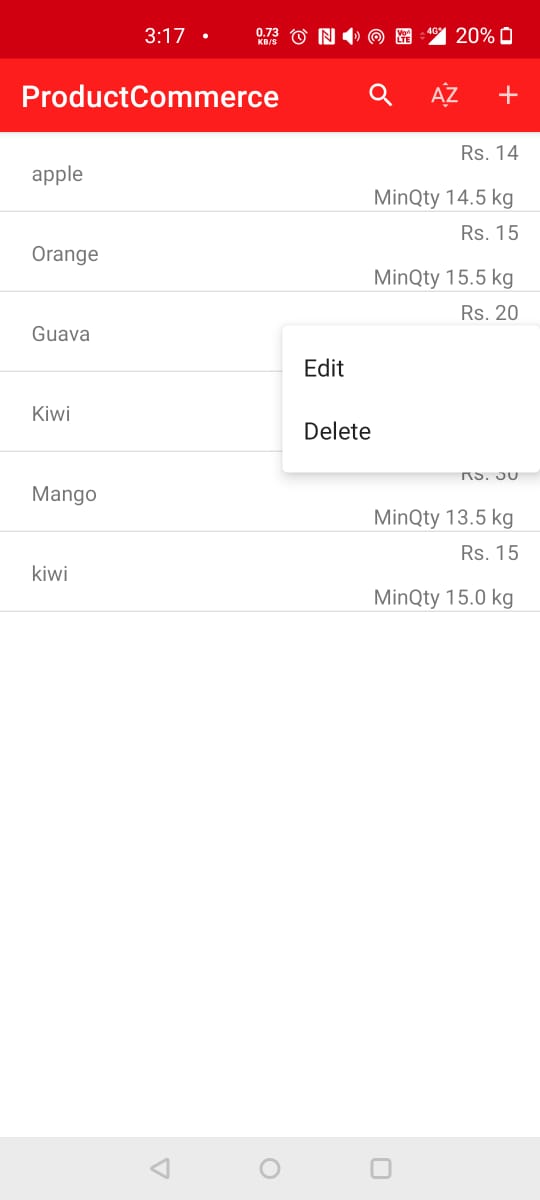 3:17 • 0.73 KB/S VoA LTE 4G+ 20%
ProductCommerce AZ +
apple
Rs. 14
MinQty 14.5 kg
Orange
Rs. 15
MinQty 15.5 kg
Guava
Rs. 20
Edit
Delete
Kiwi
Mango
Rs. 30
MinQty 13.5 kg
kiwi
Rs. 15
MinQty 15.0 kg